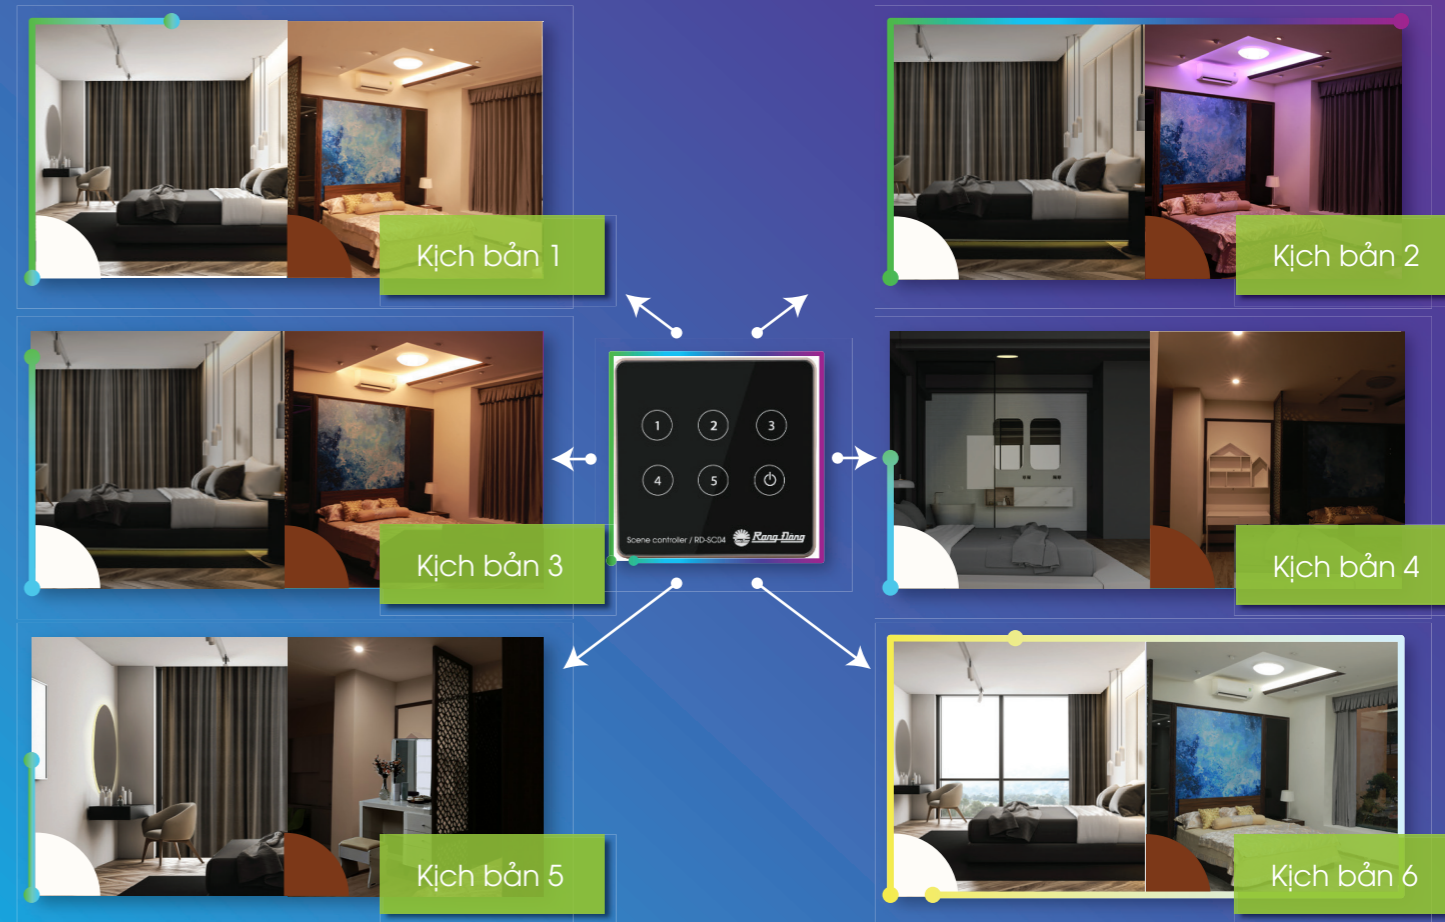 Kịch bản 1
Kịch bản 2
1 2 3
4 5
Scene controller / RD-SC04 Rạng Đông
Kịch bản 3
Kịch bản 4
Kịch bản 5
Kịch bản 6